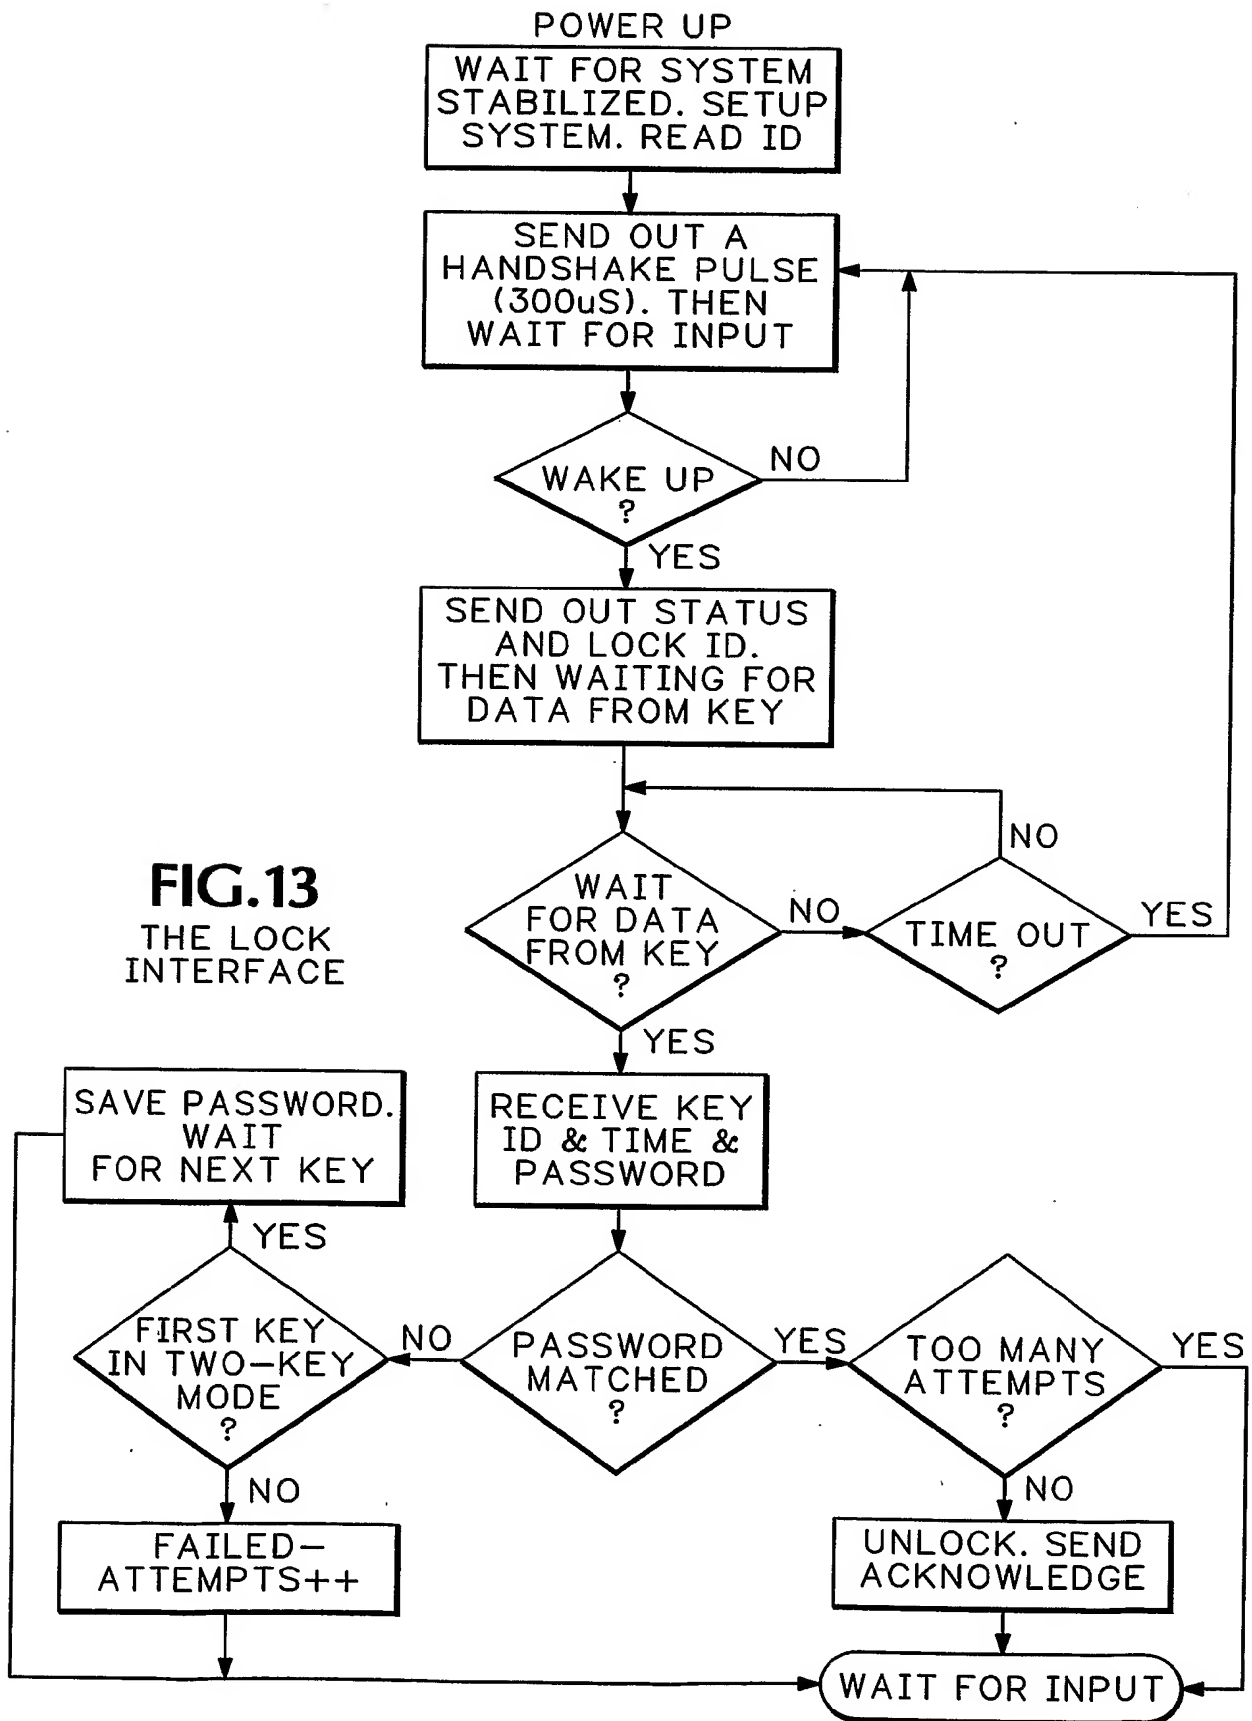 POWER UP
WAIT FOR SYSTEM
STABILIZED. SETUP
SYSTEM. READ ID
SEND OUT A
HANDSHAKE PULSE
(300uS). THEN
WAIT FOR INPUT
WAKE UP
?
NO
YES
SEND OUT STATUS
AND LOCK ID.
THEN WAITING FOR
DATA FROM KEY
FIG.13
THE LOCK
INTERFACE
WAIT
FOR DATA
FROM KEY
?
NO
TIME OUT
?
NO
YES
YES
RECEIVE KEY
ID & TIME &
PASSWORD
SAVE PASSWORD.
WAIT
FOR NEXT KEY
YES
FIRST KEY
IN TWO-KEY
MODE
?
NO
PASSWORD
MATCHED
?
YES
TOO MANY
ATTEMPTS
?
YES
NO
FAILED-
ATTEMPTS++
NO
UNLOCK. SEND
ACKNOWLEDGE
WAIT FOR INPUT